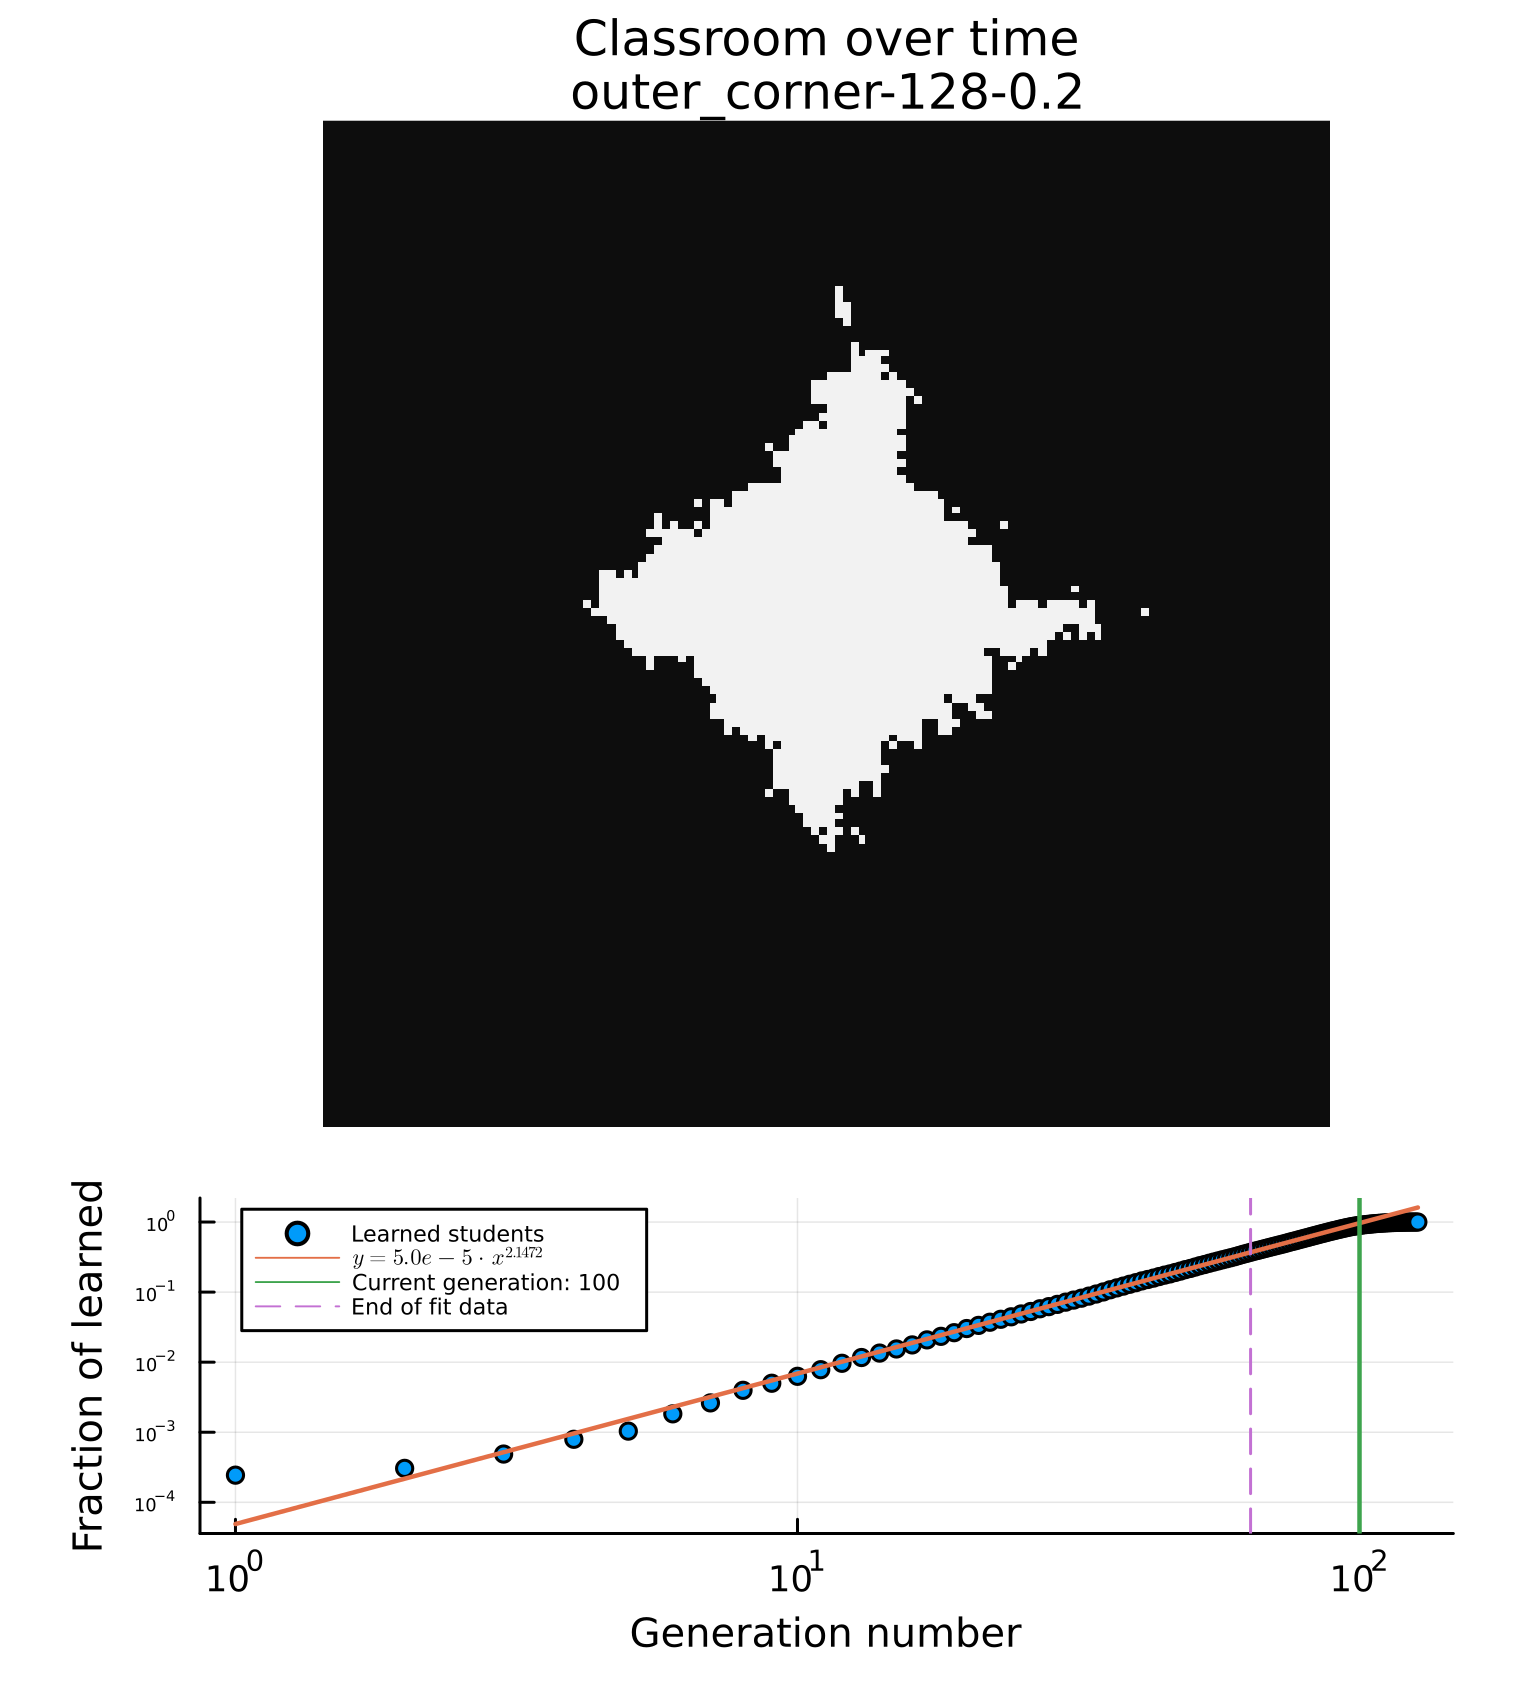 Classroom over time
outer_corner-128-0.2
Fraction of learned
10^0
10^-1
10^-2
10^-3
10^-4
Learned students
y = 5.0e − 5 · x^2.1472
Current generation: 100
End of fit data
10^0 10^1 10^2
Generation number